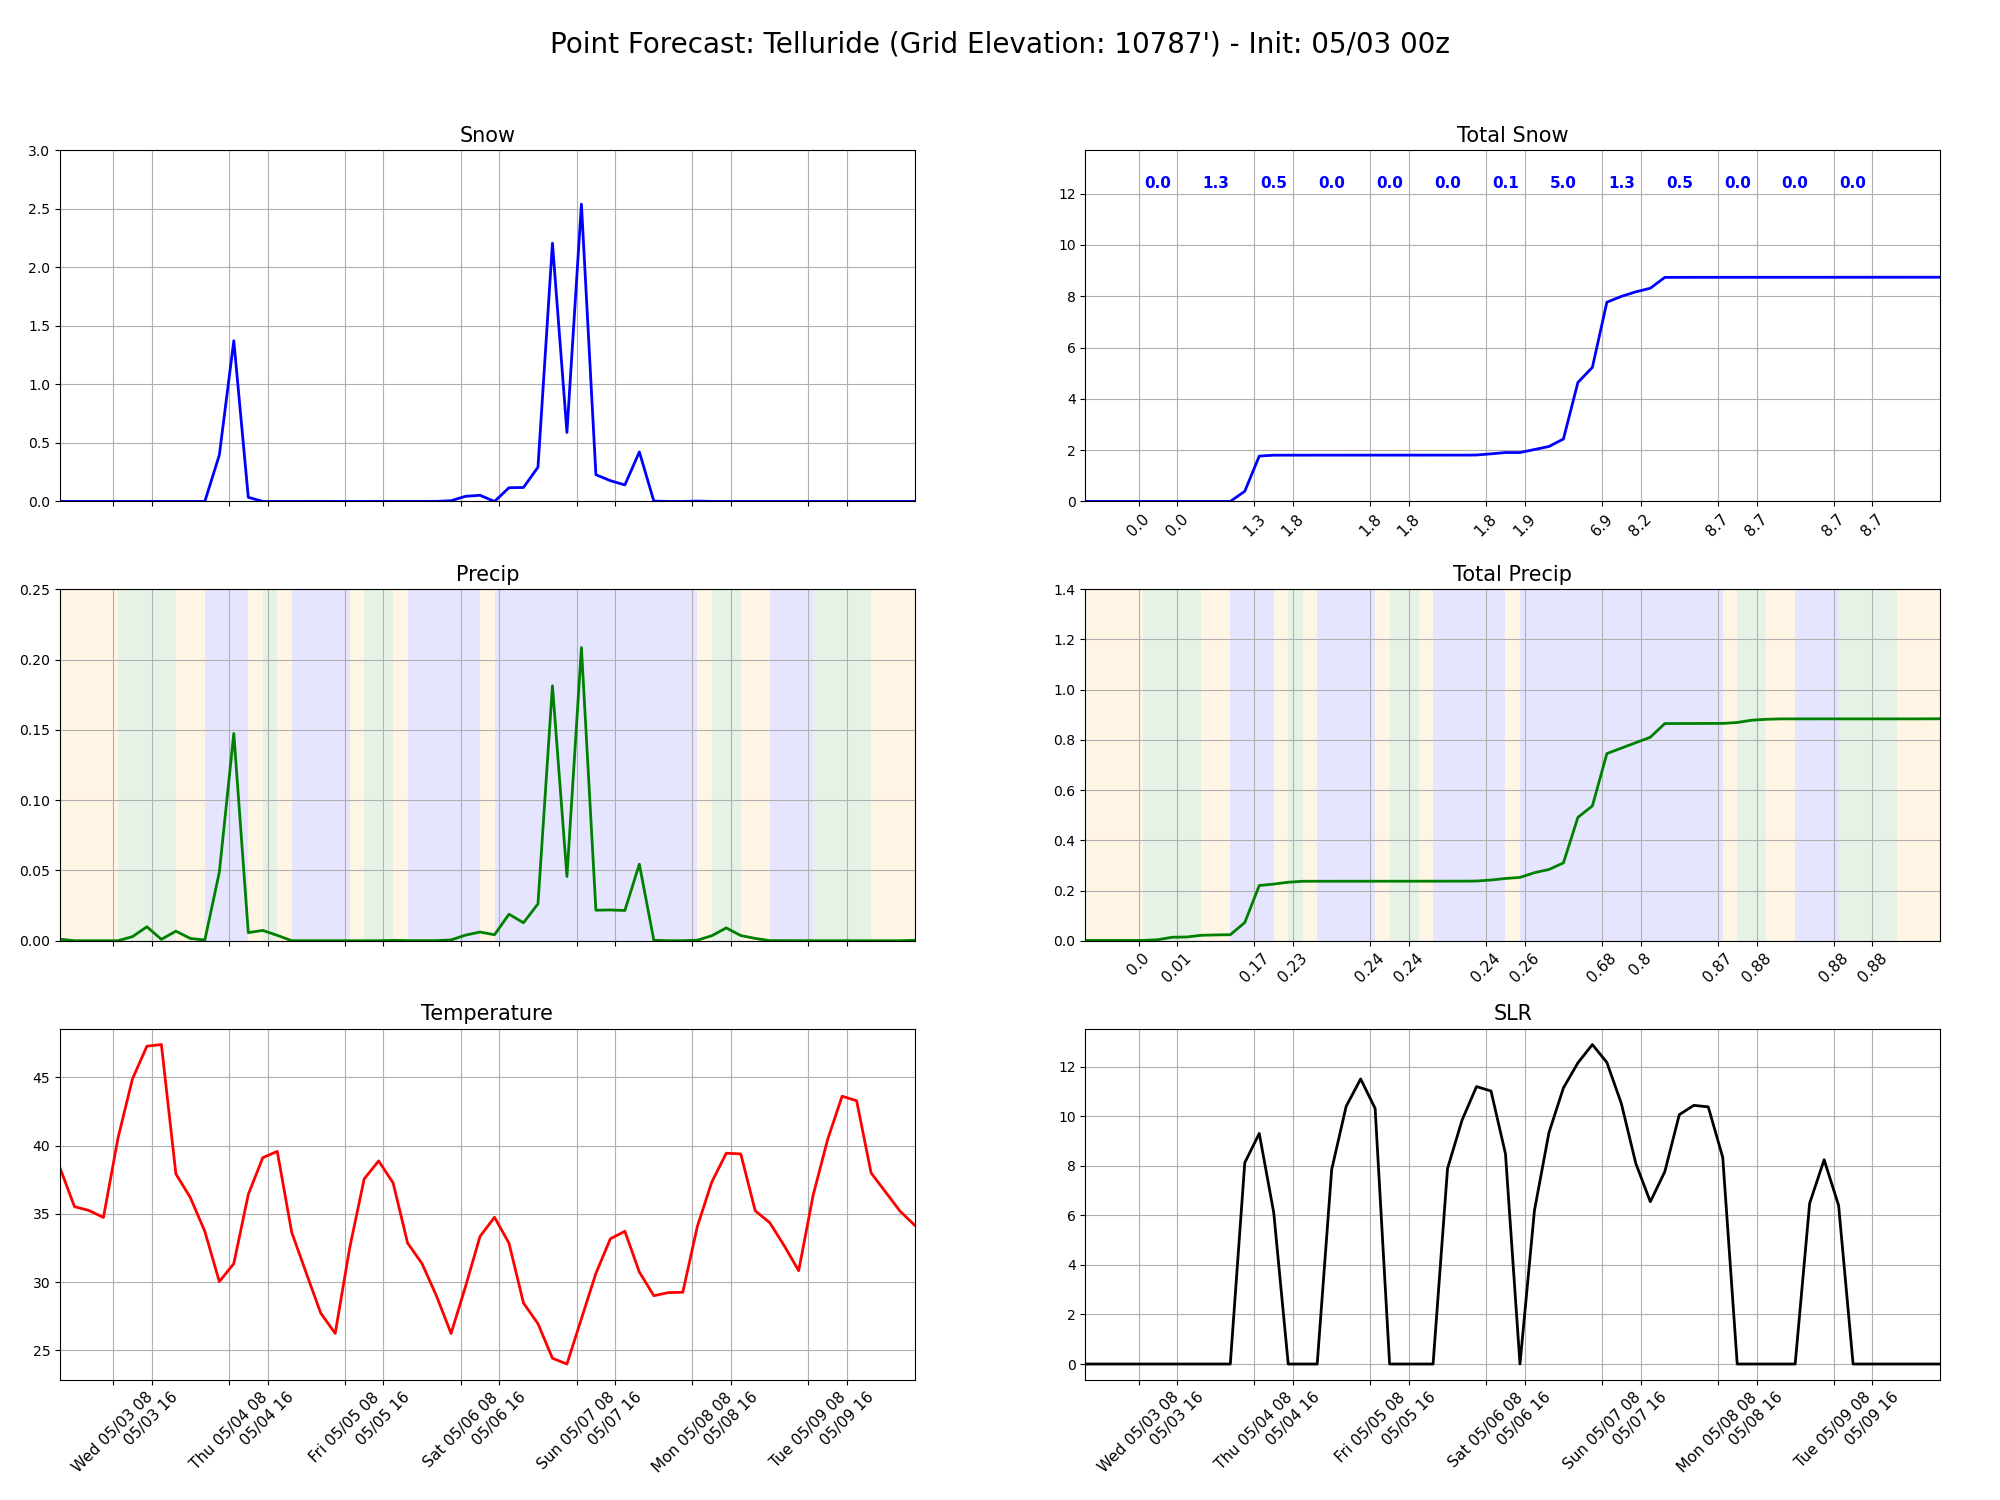 Point Forecast: Telluride (Grid Elevation: 10787') - Init: 05/03 00z
Snow
3.0
2.5
2.0
1.5
1.0
0.5
0.0
Total Snow
0.0 1.3 0.5 0.0 0.0 0.0 0.1 5.0 1.3 0.5 0.0 0.0 0.0
12
10
8
6
4
2
0
0.0 0.0 1.3 1.8 1.8 1.8 1.8 1.9 6.9 8.2 8.7 8.7 8.7 8.7
Precip
0.25
0.20
0.15
0.10
0.05
0.00
Total Precip
1.4
1.2
1.0
0.8
0.6
0.4
0.2
0.0
0.0 0.01 0.17 0.23 0.24 0.24 0.24 0.26 0.68 0.8 0.87 0.88 0.88 0.88
Temperature
45
40
35
30
25
Wed 05/03 08
05/03 16
Thu 05/04 08
05/04 16
Fri 05/05 08
05/05 16
Sat 05/06 08
05/06 16
Sun 05/07 08
05/07 16
Mon 05/08 08
05/08 16
Tue 05/09 08
05/09 16
SLR
12
10
8
6
4
2
0
Wed 05/03 08
05/03 16
Thu 05/04 08
05/04 16
Fri 05/05 08
05/05 16
Sat 05/06 08
05/06 16
Sun 05/07 08
05/07 16
Mon 05/08 08
05/08 16
Tue 05/09 08
05/09 16